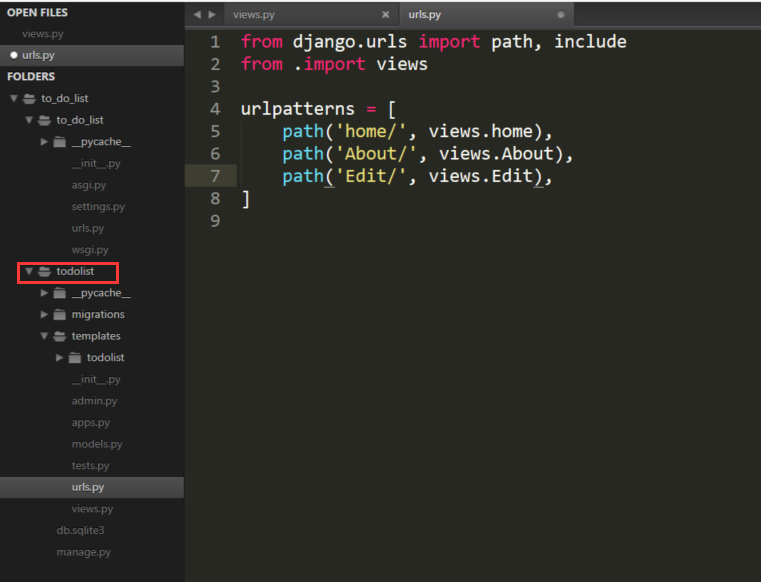 OPEN FILES
views.py
urls.py
FOLDERS
to_do_list
to_do_list
__pycache__
__init__.py
asgi.py
settings.py
urls.py
wsgi.py
todolist
__pycache__
migrations
templates
todolist
__init__.py
admin.py
apps.py
models.py
tests.py
urls.py
views.py
db.sqlite3
manage.py
views.py × urls.py
1 from django.urls import path, include
2 from .import views
3
4 urlpatterns = [
5 path('home/', views.home),
6 path('About/', views.About),
7 path('Edit/', views.Edit),
8 ]
9